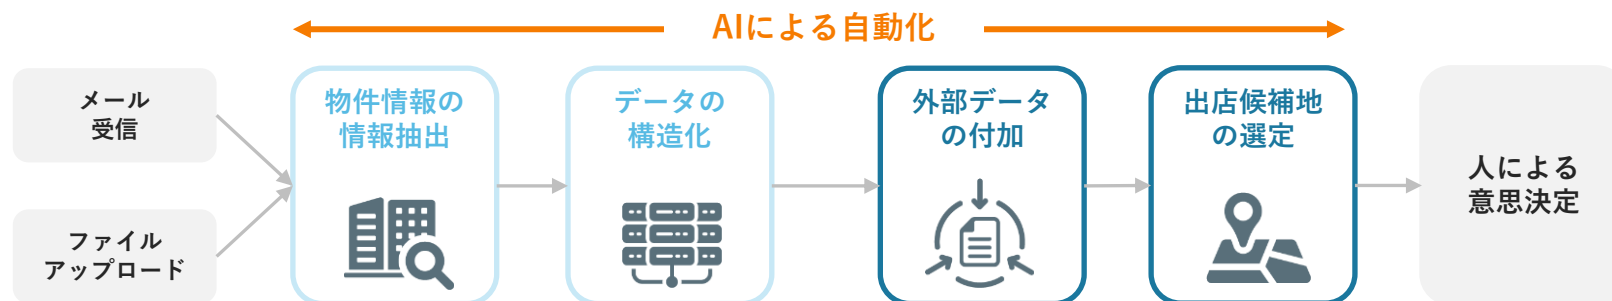 AIによる自動化
メール
受信
ファイル
アップロード
物件情報の
情報抽出
データの
構造化
外部データ
の付加
出店候補地
の選定
人による
意思決定